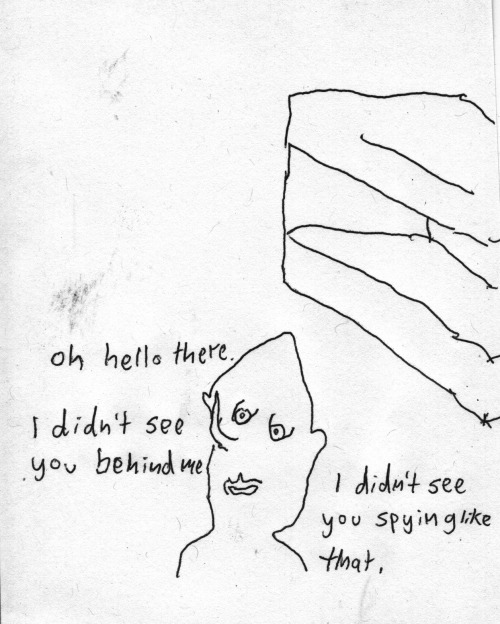 oh hello there.
I didn't see
you behind me
I didn't see
you spying like
that.